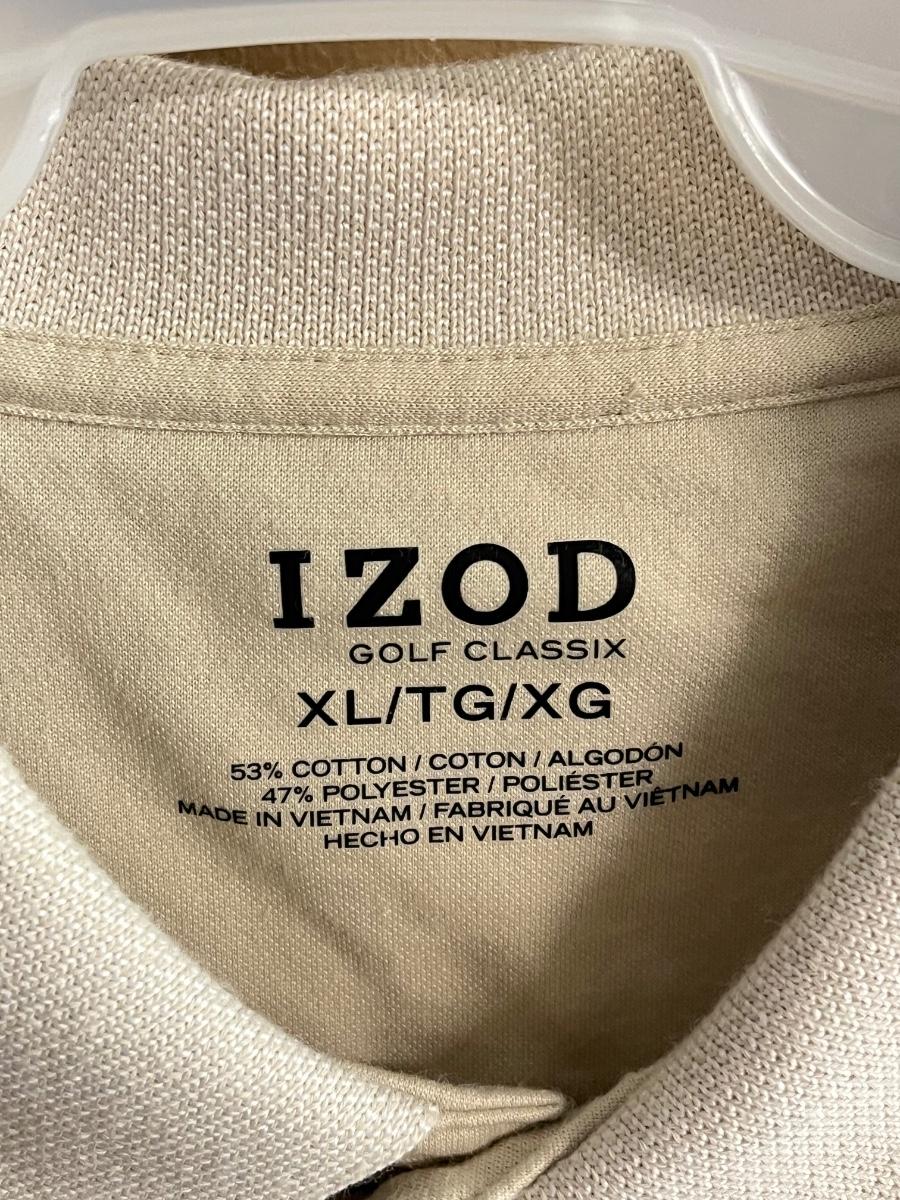 IZOD
GOLF CLASSIX
XL/TG/XG
53% COTTON / COTON / ALGODÓN
47% POLYESTER / POLIÉSTER
MADE IN VIETNAM / FABRIQUÉ AU VIÊTNAM
HECHO EN VIETNAM